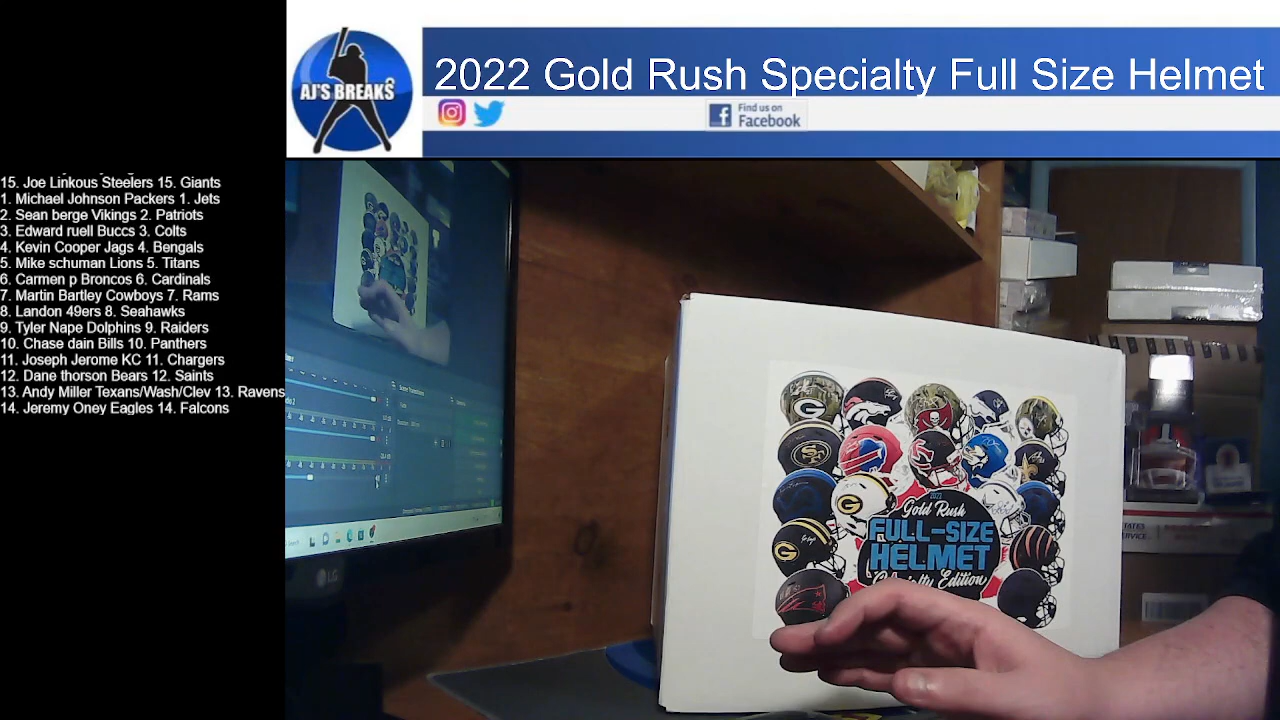 AJ'S BREAKS
2022 Gold Rush Specialty Full Size Helmet
Find us on
Facebook
15. Joe Linkous Steelers 15. Giants
1. Michael Johnson Packers 1. Jets
2. Sean berge Vikings 2. Patriots
3. Edward ruell Buccs 3. Colts
4. Kevin Cooper Jags 4. Bengals
5. Mike schuman Lions 5. Titans
6. Carmen p Broncos 6. Cardinals
7. Martin Bartley Cowboys 7. Rams
8. Landon 49ers 8. Seahawks
9. Tyler Nape Dolphins 9. Raiders
10. Chase dain Bills 10. Panthers
11. Joseph Jerome KC 11. Chargers
12. Dane thorson Bears 12. Saints
13. Andy Miller Texans/Wash/Clev 13. Ravens
14. Jeremy Oney Eagles 14. Falcons
Gold Rush
FULL-SIZE
HELMET
Edition
LG